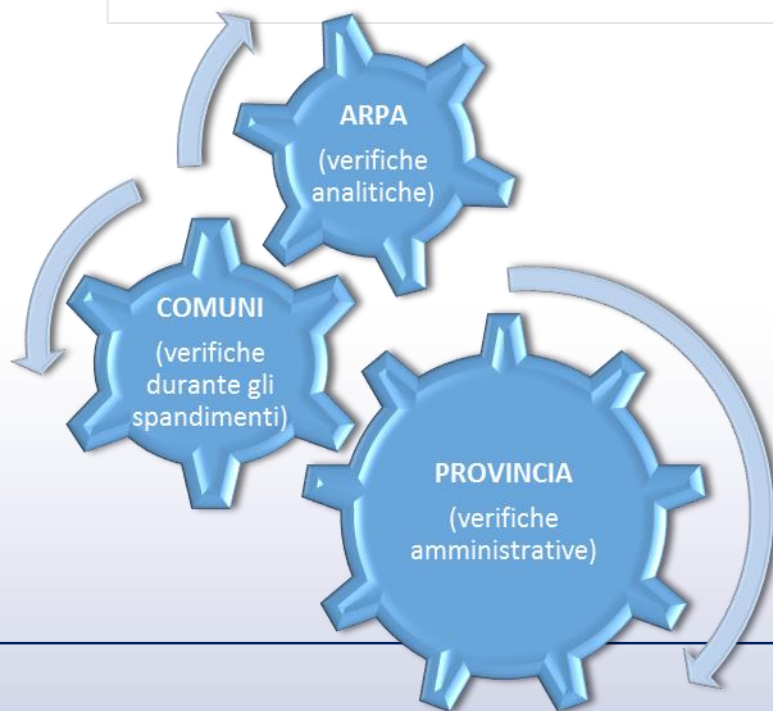 ARPA
(verifiche
analitiche)
COMUNI
(verifiche
durante gli
spandimenti)
PROVINCIA
(verifiche
amministrative)